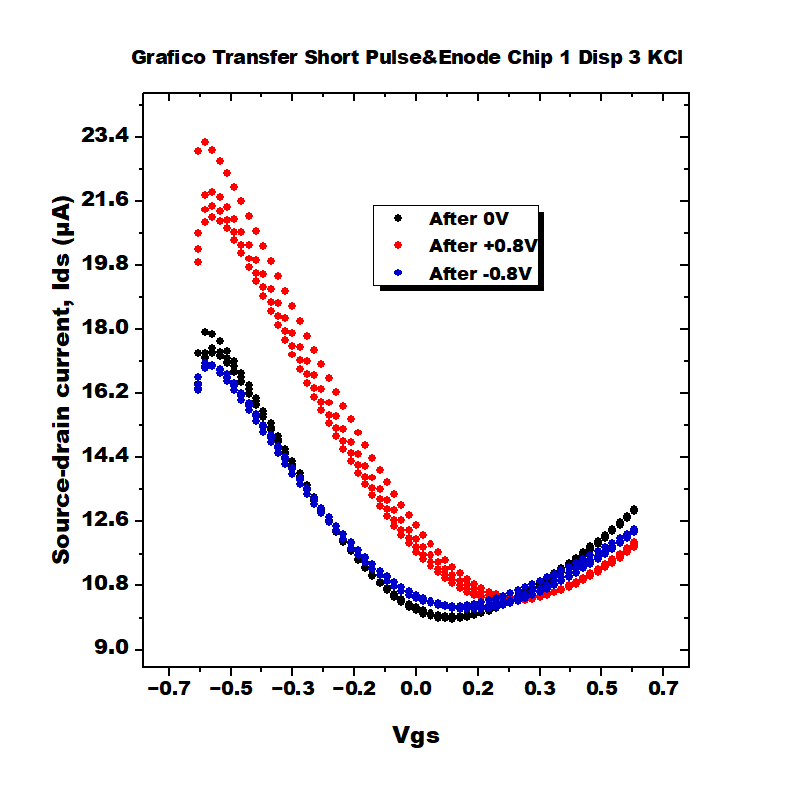 Grafico Transfer Short Pulse&Enode Chip 1 Disp 3 KCl
Source-drain current, Ids (µA)
23.4
21.6
19.8
18.0
16.2
14.4
12.6
10.8
9.0
After 0V
After +0.8V
After -0.8V
−0.7 −0.5 −0.3 −0.2 0.0 0.2 0.3 0.5 0.7
Vgs